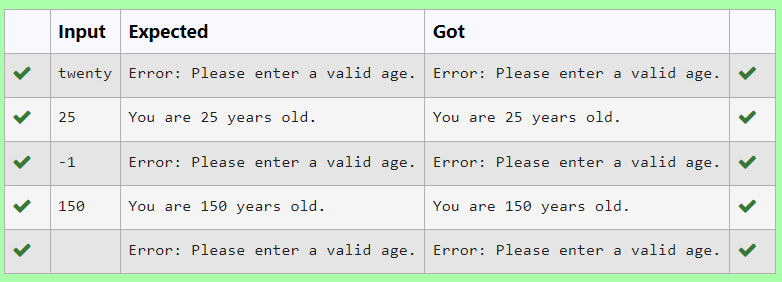 Input Expected Got
twenty Error: Please enter a valid age. Error: Please enter a valid age.
25 You are 25 years old. You are 25 years old.
-1 Error: Please enter a valid age. Error: Please enter a valid age.
150 You are 150 years old. You are 150 years old.
Error: Please enter a valid age. Error: Please enter a valid age.